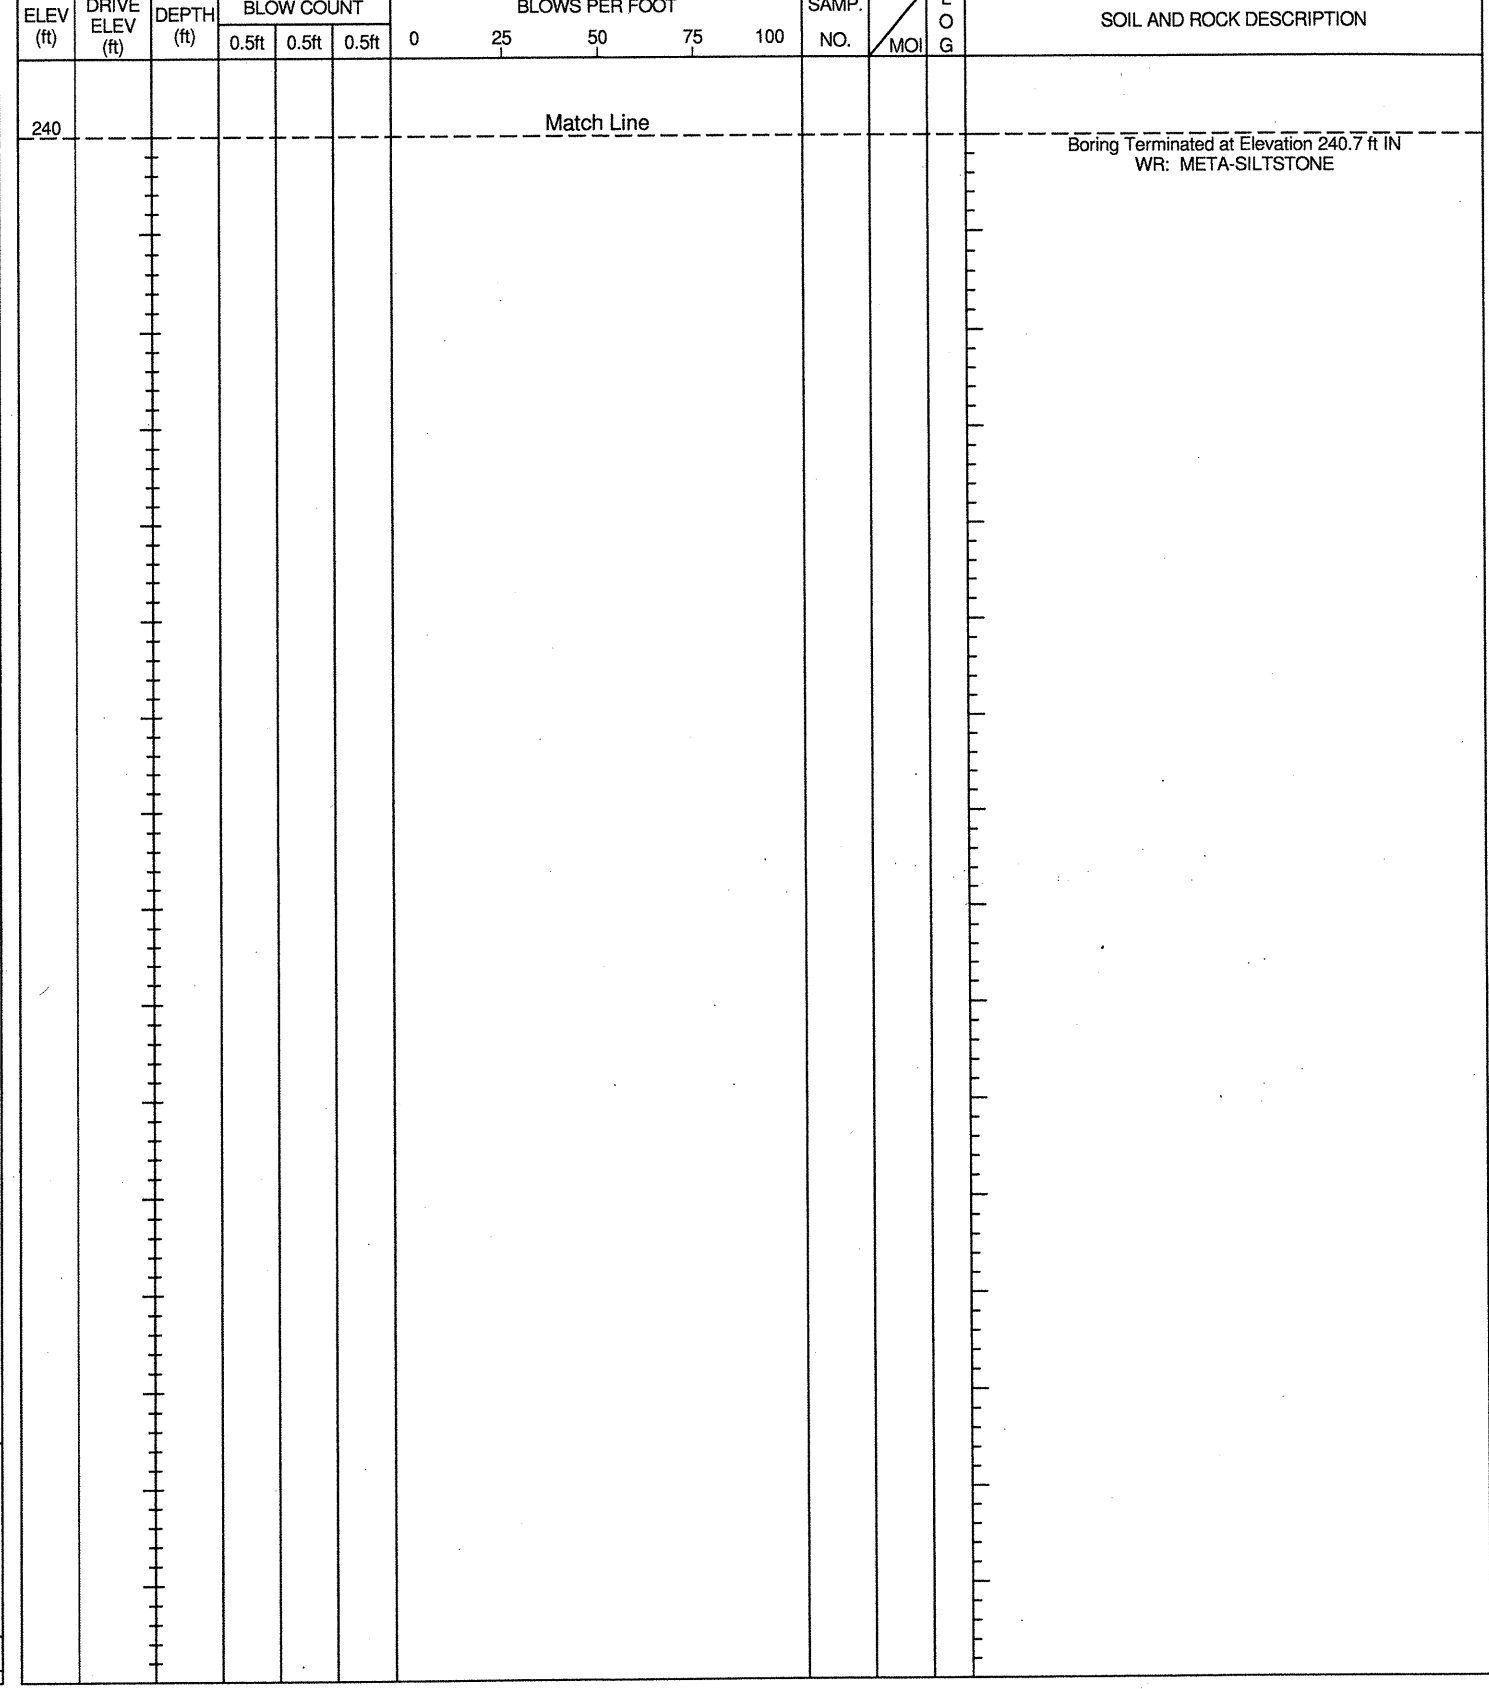 ELEV (ft)
DRIVE ELEV (ft)
DEPTH (ft)
BLOW COUNT
0.5ft 0.5ft 0.5ft
BLOWS PER FOOT
0 25 50 75 100
SAMP. NO.
MOI
L O G
SOIL AND ROCK DESCRIPTION
240
Match Line
Boring Terminated at Elevation 240.7 ft IN
WR: META-SILTSTONE